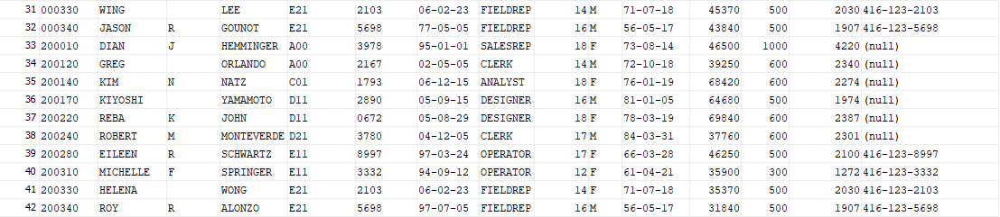 31 000330 WING LEE E21 2103 06-02-23 FIELDREP 14 M 71-07-18 45370 500 2030 416-123-2103
32 000340 JASON R GOUNOT E21 5698 77-05-05 FIELDREP 16 M 56-05-17 43840 500 1907 416-123-5698
33 200010 DIAN J HEMMINGER A00 3978 95-01-01 SALESREP 18 F 73-08-14 46500 1000 4220 (null)
34 200120 GREG ORLANDO A00 2167 02-05-05 CLERK 14 M 72-10-18 39250 600 2340 (null)
35 200140 KIM N NATZ C01 1793 06-12-15 ANALYST 18 F 76-01-19 68420 600 2274 (null)
36 200170 KIYOSHI YAMAMOTO D11 2890 05-09-15 DESIGNER 16 M 81-01-05 64680 500 1974 (null)
37 200220 REBA K JOHN D11 0672 05-08-29 DESIGNER 18 F 78-03-19 69840 600 2387 (null)
38 200240 ROBERT M MONTEVERDE D21 3780 04-12-05 CLERK 17 M 84-03-31 37760 600 2301 (null)
39 200280 EILEEN R SCHWARTZ E11 8997 97-03-24 OPERATOR 17 F 66-03-28 46250 500 2100 416-123-8997
40 200310 MICHELLE F SPRINGER E11 3332 94-09-12 OPERATOR 12 F 61-04-21 35900 300 1272 416-123-3332
41 200330 HELENA WONG E21 2103 06-02-23 FIELDREP 14 F 71-07-18 35370 500 2030 416-123-2103
42 200340 ROY R ALONZO E21 5698 97-07-05 FIELDREP 16 M 56-05-17 31840 500 1907 416-123-5698